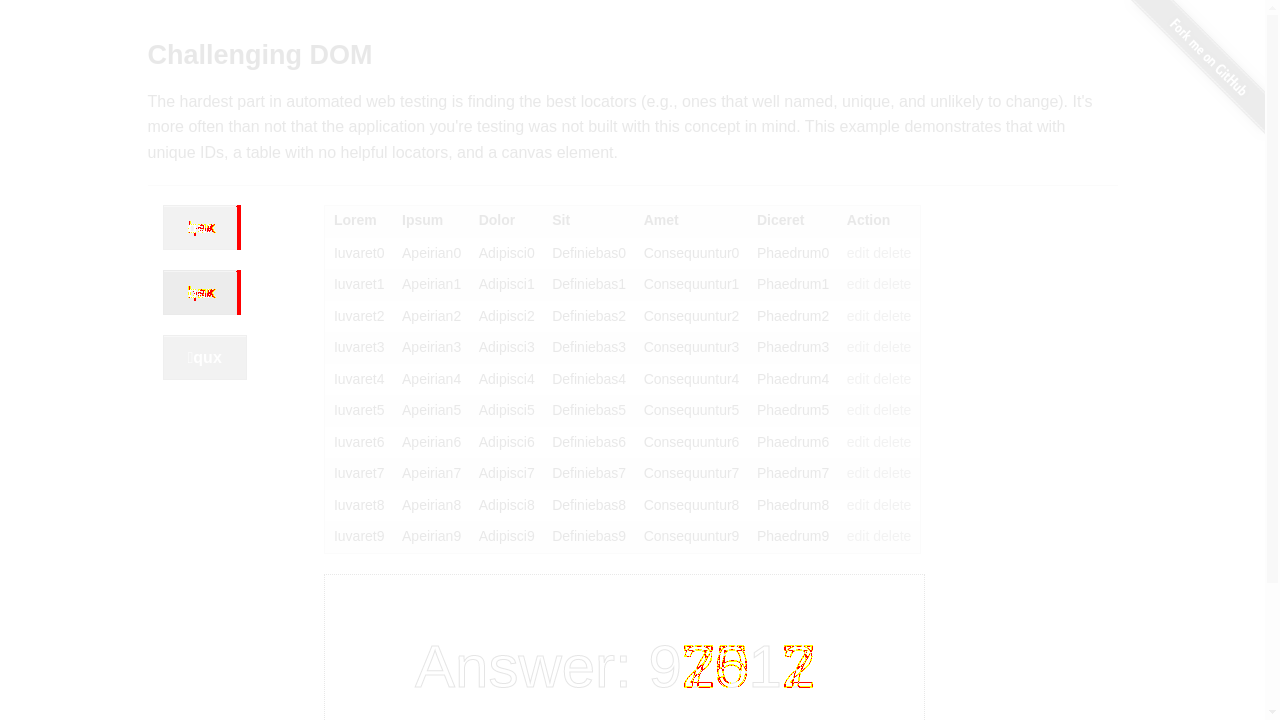 Fork me on GitHub
Challenging DOM
The hardest part in automated web testing is finding the best locators (e.g., ones that well named, unique, and unlikely to change). It's
more often than not that the application you're testing was not built with this concept in mind. This example demonstrates that with
unique IDs, a table with no helpful locators, and a canvas element.
qux
Lorem Ipsum Dolor Sit Amet Diceret Action
Iuvaret0 Apeirian0 Adipisci0 Definiebas0 Consequuntur0 Phaedrum0 edit delete
Iuvaret1 Apeirian1 Adipisci1 Definiebas1 Consequuntur1 Phaedrum1 edit delete
Iuvaret2 Apeirian2 Adipisci2 Definiebas2 Consequuntur2 Phaedrum2 edit delete
Iuvaret3 Apeirian3 Adipisci3 Definiebas3 Consequuntur3 Phaedrum3 edit delete
Iuvaret4 Apeirian4 Adipisci4 Definiebas4 Consequuntur4 Phaedrum4 edit delete
Iuvaret5 Apeirian5 Adipisci5 Definiebas5 Consequuntur5 Phaedrum5 edit delete
Iuvaret6 Apeirian6 Adipisci6 Definiebas6 Consequuntur6 Phaedrum6 edit delete
Iuvaret7 Apeirian7 Adipisci7 Definiebas7 Consequuntur7 Phaedrum7 edit delete
Iuvaret8 Apeirian8 Adipisci8 Definiebas8 Consequuntur8 Phaedrum8 edit delete
Iuvaret9 Apeirian9 Adipisci9 Definiebas9 Consequuntur9 Phaedrum9 edit delete
Answer: